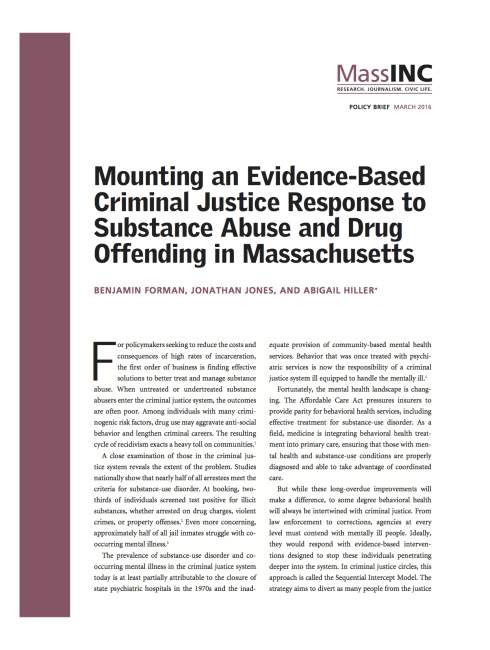 MassINC
RESEARCH. JOURNALISM. CIVIC LIFE.
POLICY BRIEF MARCH 2016
Mounting an Evidence-Based
Criminal Justice Response to
Substance Abuse and Drug
Offending in Massachusetts
BENJAMIN FORMAN, JONATHAN JONES, AND ABIGAIL HILLER*
For policymakers seeking to reduce the costs and
consequences of high rates of incarceration,
the first order of business is finding effective
solutions to better treat and manage substance
abuse. When untreated or undertreated substance
abusers enter the criminal justice system, the outcomes
are often poor. Among individuals with many crimi-
nogenic risk factors, drug use may aggravate anti-social
behavior and lengthen criminal careers. The resulting
cycle of recidivism exacts a heavy toll on communities.1
A close examination of those in the criminal jus-
tice system reveals the extent of the problem. Studies
nationally show that nearly half of all arrestees meet the
criteria for substance-use disorder. At booking, two-
thirds of individuals screened test positive for illicit
substances, whether arrested on drug charges, violent
crimes, or property offenses.2 Even more concerning,
approximately half of all jail inmates struggle with co-
occurring mental illness.3
The prevalence of substance-use disorder and co-
occurring mental illness in the criminal justice system
today is at least partially attributable to the closure of
state psychiatric hospitals in the 1970s and the inad-
equate provision of community-based mental health
services. Behavior that was once treated with psychi-
atric services is now the responsibility of a criminal
justice system ill equipped to handle the mentally ill.4
Fortunately, the mental health landscape is chang-
ing. The Affordable Care Act pressures insurers to
provide parity for behavioral health services, including
effective treatment for substance-use disorder. As a
field, medicine is integrating behavioral health treat-
ment into primary care, ensuring that those with men-
tal health and substance-use conditions are properly
diagnosed and able to take advantage of coordinated
care.
But while these long-overdue improvements will
make a difference, to some degree behavioral health
will always be intertwined with criminal justice. From
law enforcement to corrections, agencies at every
level must contend with mentally ill people. Ideally,
they would respond with evidence-based interven-
tions designed to stop these individuals penetrating
deeper into the system. In criminal justice circles, this
approach is called the Sequential Intercept Model. The
strategy aims to divert as many people from the justice